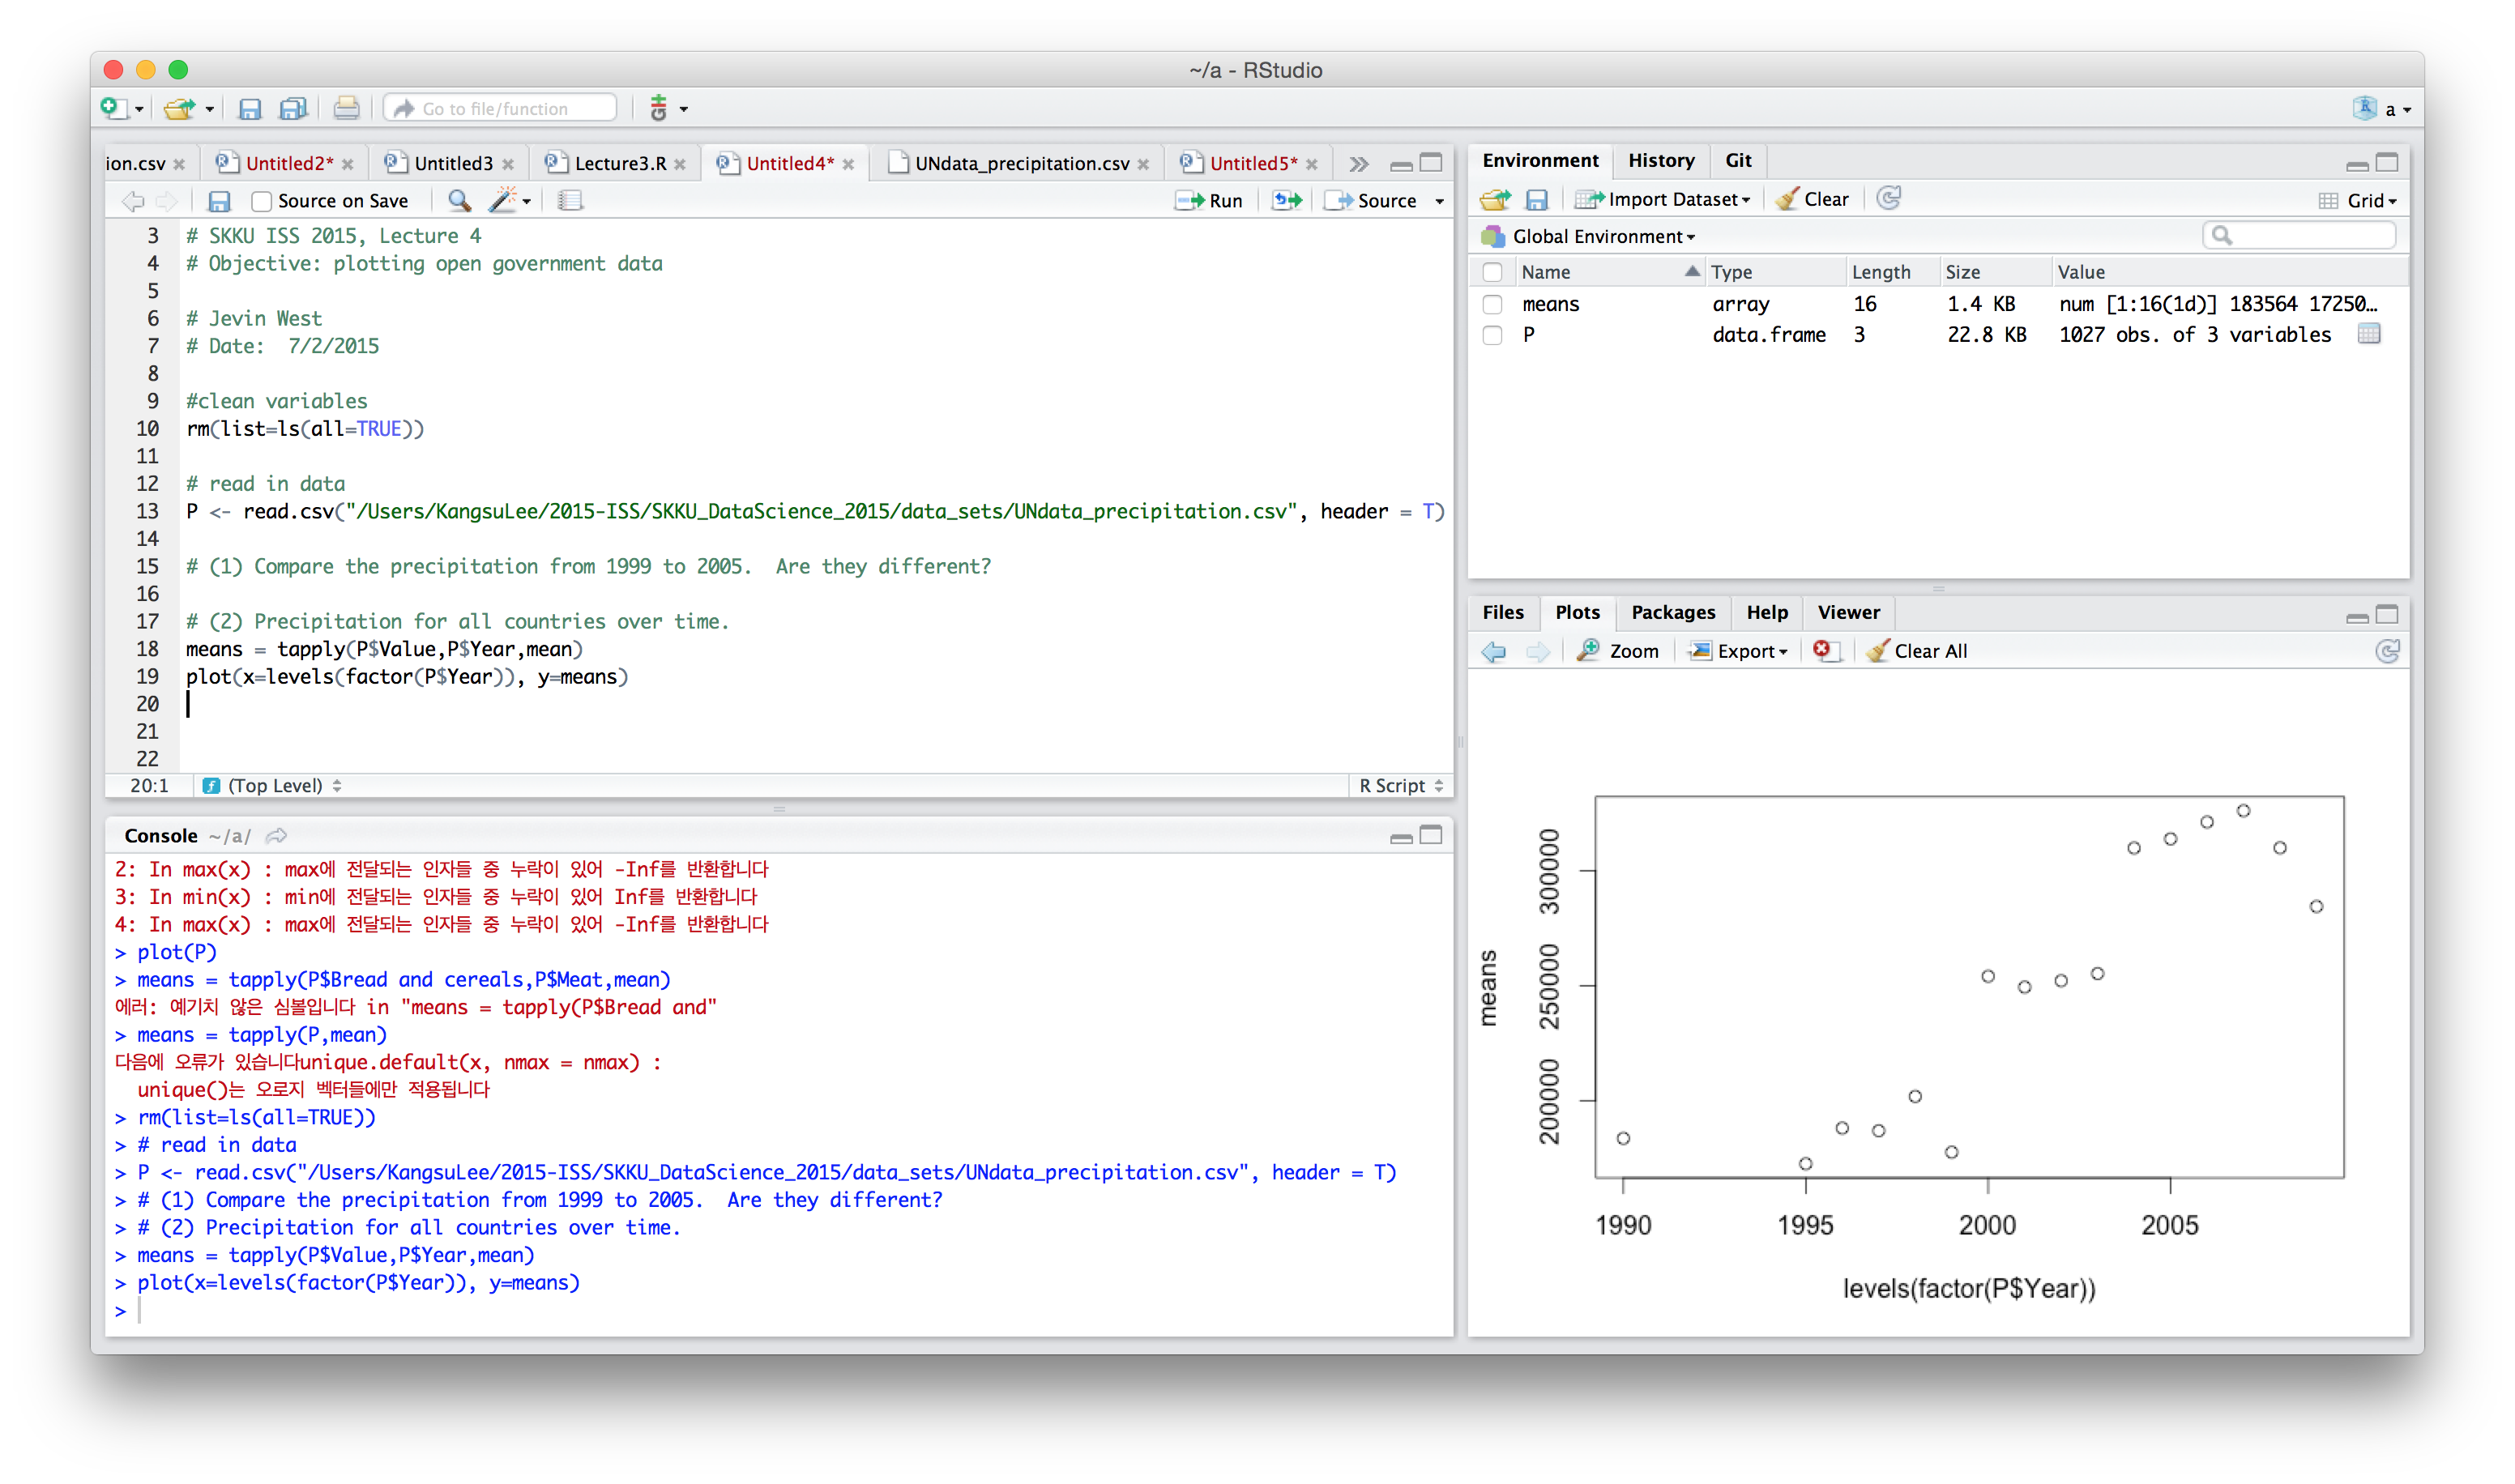 ~/a - RStudio
Go to file/function
a
ion.csv Untitled2* Untitled3 Lecture3.R Untitled4* UNdata_precipitation.csv Untitled5*
Source on Save Run Source
3 # SKKU ISS 2015, Lecture 4
4 # Objective: plotting open government data
5
6 # Jevin West
7 # Date:  7/2/2015
8
9 #clean variables
10 rm(list=ls(all=TRUE))
11
12 # read in data
13 P <- read.csv("/Users/KangsuLee/2015-ISS/SKKU_DataScience_2015/data_sets/UNdata_precipitation.csv", header = T)
14
15 # (1) Compare the precipitation from 1999 to 2005.  Are they different?
16
17 # (2) Precipitation for all countries over time.
18 means = tapply(P$Value,P$Year,mean)
19 plot(x=levels(factor(P$Year)), y=means)
20
21
22
20:1 (Top Level) R Script
Console ~/a/
2: In max(x) : max에 전달되는 인자들 중 누락이 있어 -Inf를 반환합니다
3: In min(x) : min에 전달되는 인자들 중 누락이 있어 Inf를 반환합니다
4: In max(x) : max에 전달되는 인자들 중 누락이 있어 -Inf를 반환합니다
> plot(P)
> means = tapply(P$Bread and cereals,P$Meat,mean)
에러: 예기치 않은 심볼입니다 in "means = tapply(P$Bread and"
> means = tapply(P,mean)
다음에 오류가 있습니다unique.default(x, nmax = nmax) :
  unique()는 오로지 벡터들에만 적용됩니다
> rm(list=ls(all=TRUE))
> # read in data
> P <- read.csv("/Users/KangsuLee/2015-ISS/SKKU_DataScience_2015/data_sets/UNdata_precipitation.csv", header = T)
> # (1) Compare the precipitation from 1999 to 2005.  Are they different?
> # (2) Precipitation for all countries over time.
> means = tapply(P$Value,P$Year,mean)
> plot(x=levels(factor(P$Year)), y=means)
>
Environment History Git
Import Dataset Clear Grid
Global Environment
Name Type Length Size Value
means array 16 1.4 KB num [1:16(1d)] 183564 17250…
P data.frame 3 22.8 KB 1027 obs. of 3 variables
Files Plots Packages Help Viewer
Zoom Export Clear All
means
300000
250000
200000
1990 1995 2000 2005
levels(factor(P$Year))